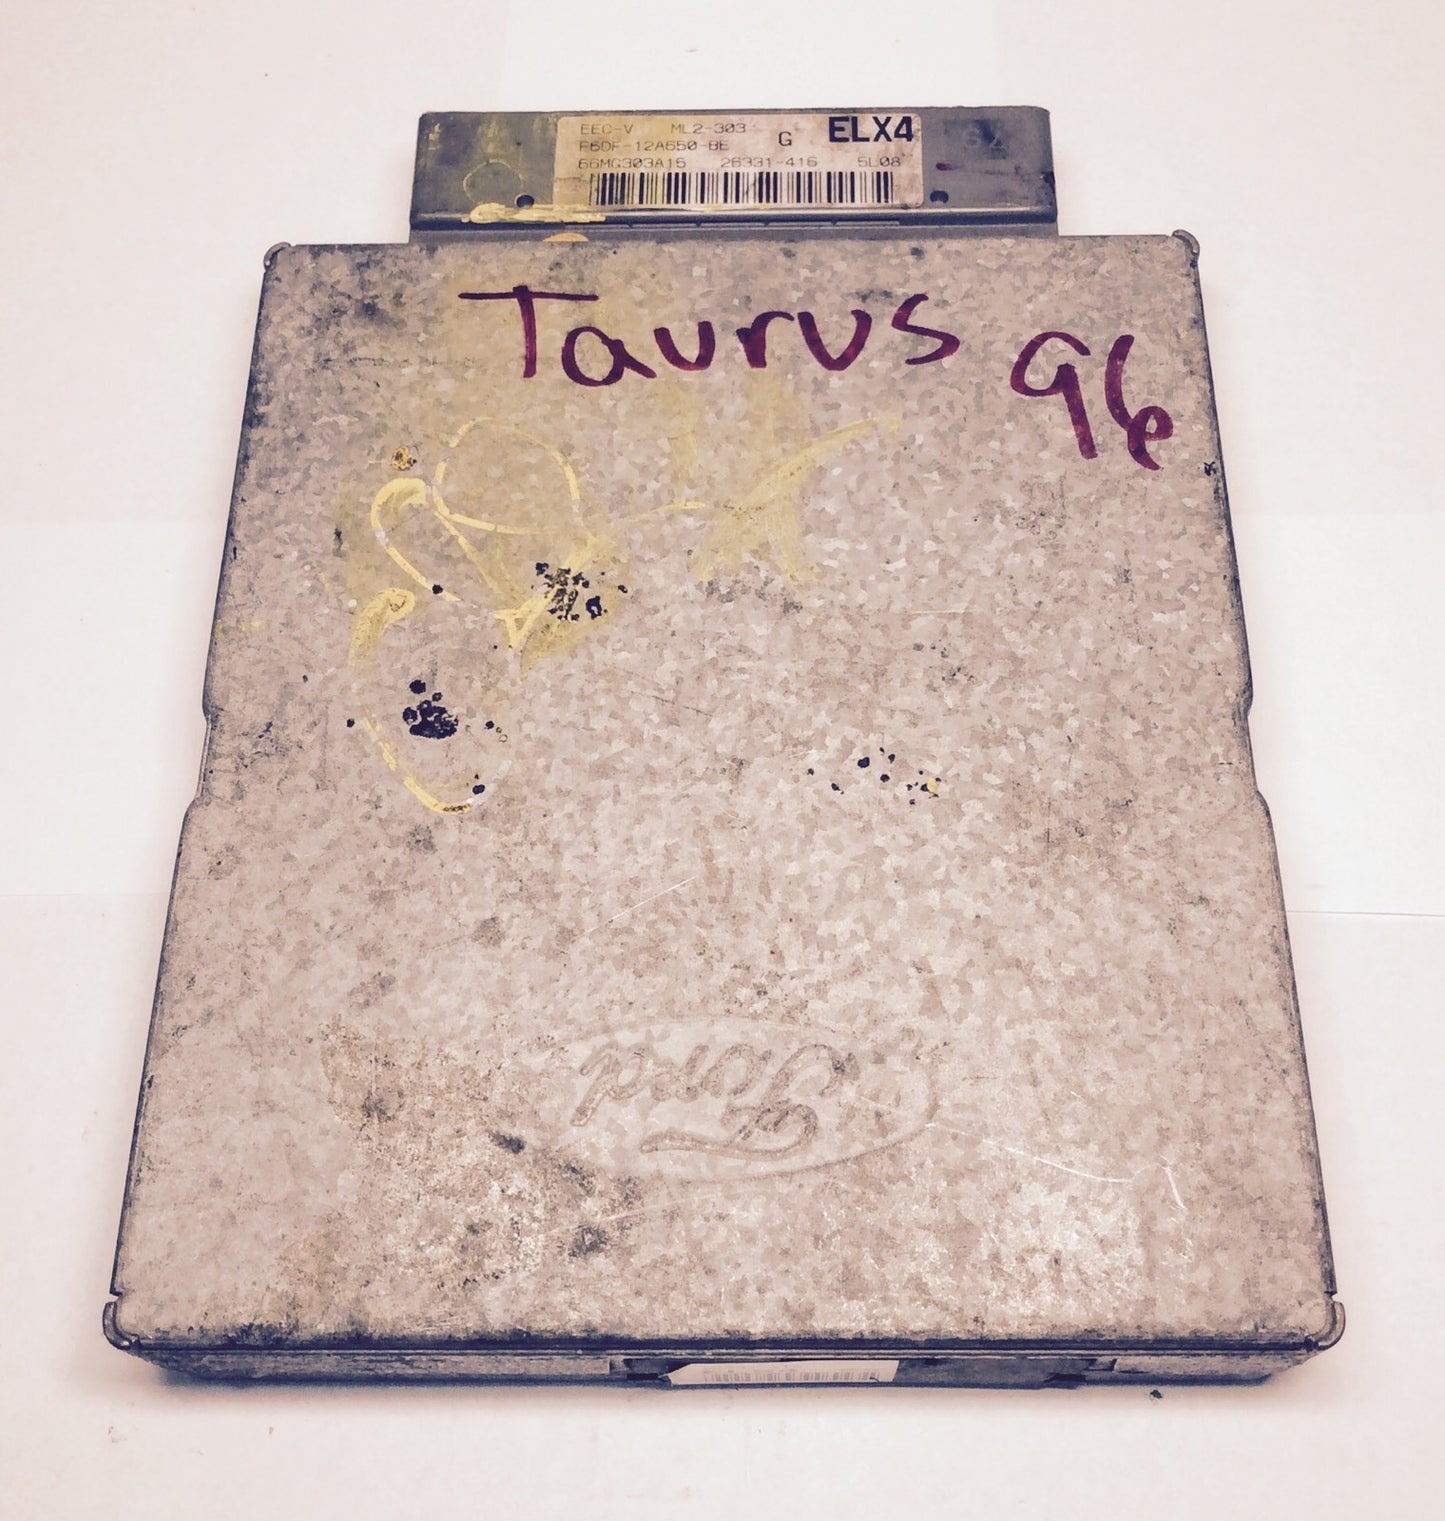 EEC-V ML2-303 G ELX4
F6DF-12A650-BE
66MG303A15 26331-416 5L08
Taurus 96
Ford